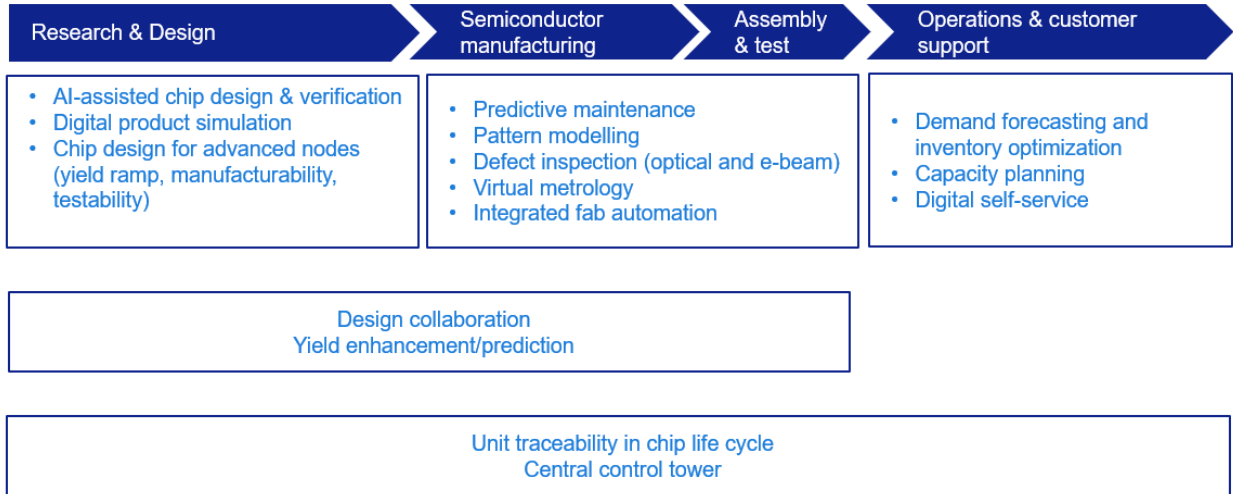 Research & Design
Semiconductor
manufacturing
Assembly
& test
Operations & customer
support
• AI-assisted chip design & verification
• Digital product simulation
• Chip design for advanced nodes
(yield ramp, manufacturability,
testability)
• Predictive maintenance
• Pattern modelling
• Defect inspection (optical and e-beam)
• Virtual metrology
• Integrated fab automation
• Demand forecasting and
inventory optimization
• Capacity planning
• Digital self-service
Design collaboration
Yield enhancement/prediction
Unit traceability in chip life cycle
Central control tower